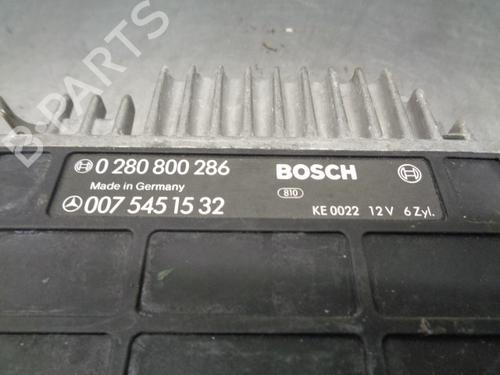 B-PARTS
0 280 800 286
BOSCH
Made in Germany
810
007 545 15 32
KE 0022 12 V 6 Zyl.